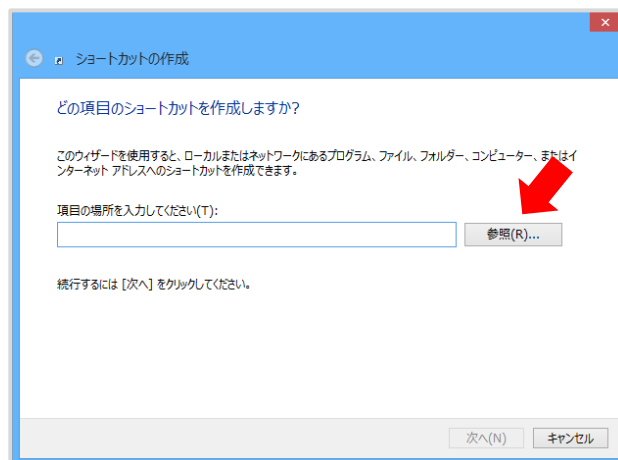 ショートカットの作成
どの項目のショートカットを作成しますか?
このウィザードを使用すると、ローカルまたはネットワークにあるプログラム、ファイル、フォルダー、コンピューター、またはイ
ンターネット アドレスへのショートカットを作成できます。
項目の場所を入力してください(T):
参照(R)...
続行するには [次へ] をクリックしてください。
次へ(N)
キャンセル